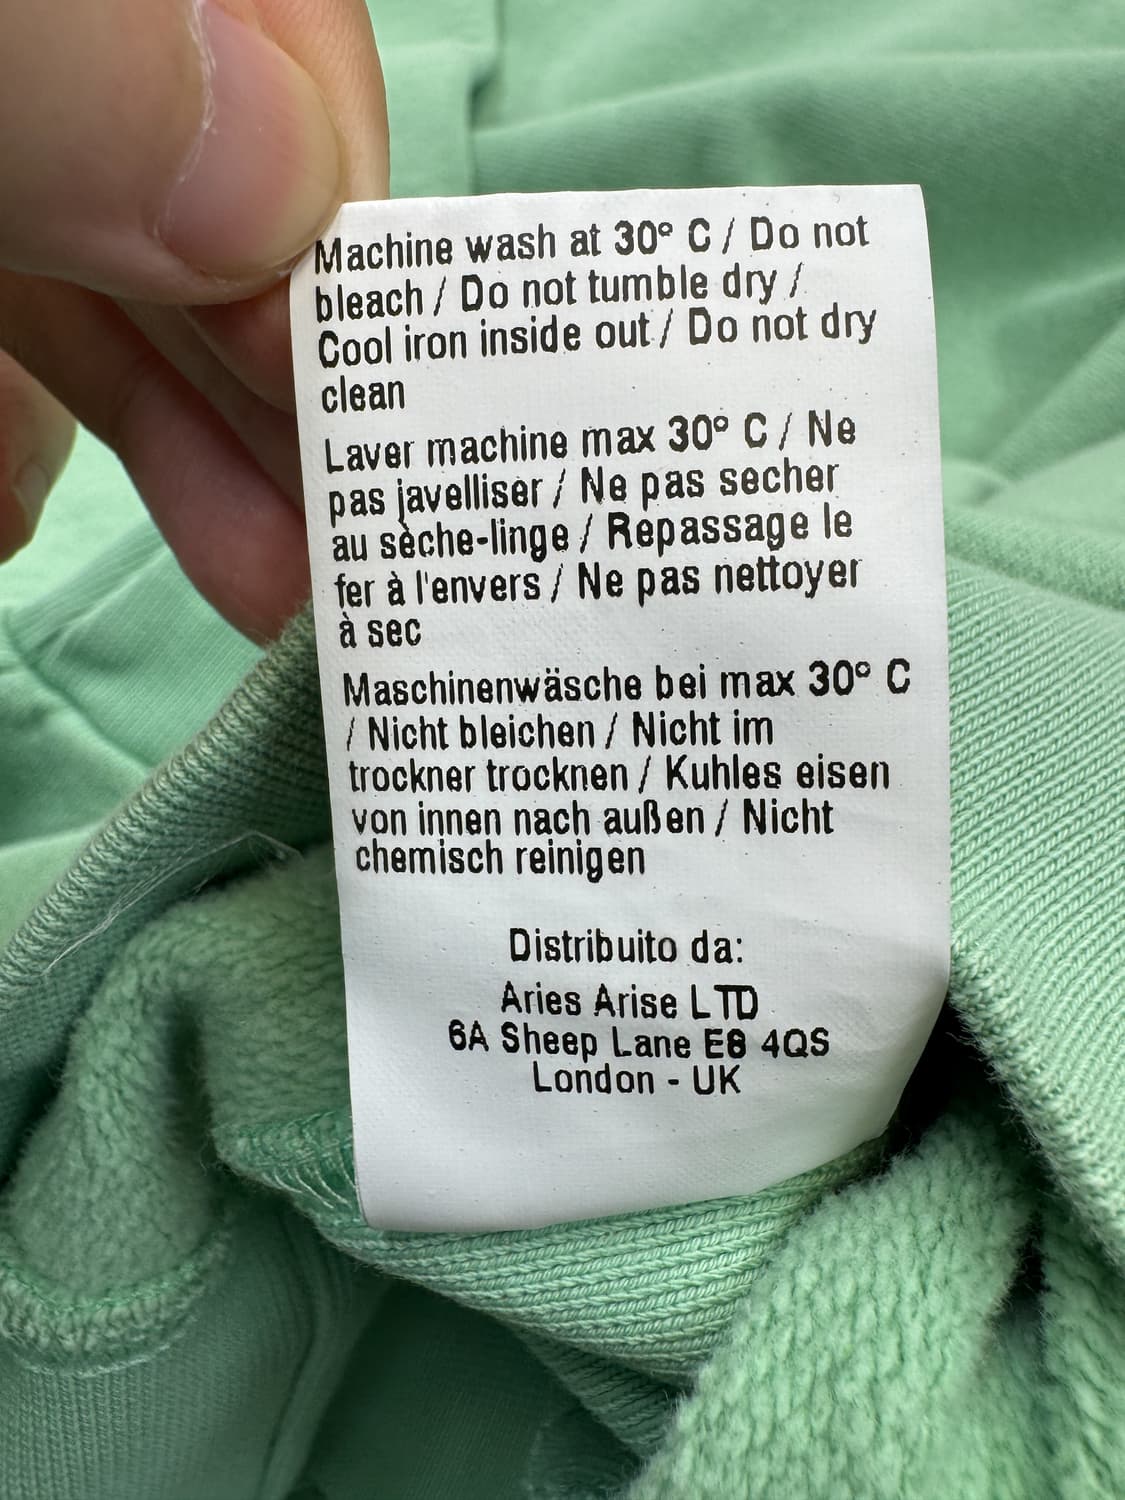 Machine wash at 30° C / Do not
bleach / Do not tumble dry /
Cool iron inside out / Do not dry
clean
Laver machine max 30° C / Ne
pas javelliser / Ne pas secher
au sèche-linge / Repassage le
fer à l'envers / Ne pas nettoyer
à sec
Maschinenwäsche bei max 30° C
/ Nicht bleichen / Nicht im
trockner trocknen / Kuhles eisen
von innen nach außen / Nicht
chemisch reinigen
Distribuito da:
Aries Arise LTD
6A Sheep Lane E8 4QS
London - UK